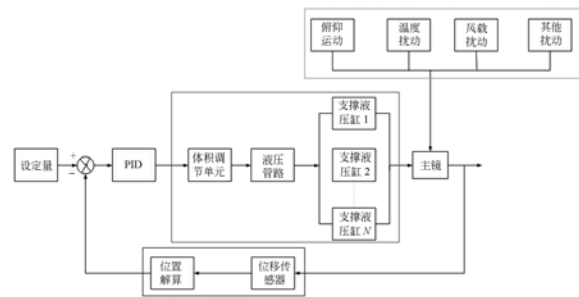 俯仰
运动
温度
扰动
风载
扰动
其他
扰动
支撑液
压缸 1
设定量
+
−
PID
体积调
节单元
液压
管路
支撑液
压缸 2
主镜
支撑液
压缸 N
位置
解算
位移传
感器